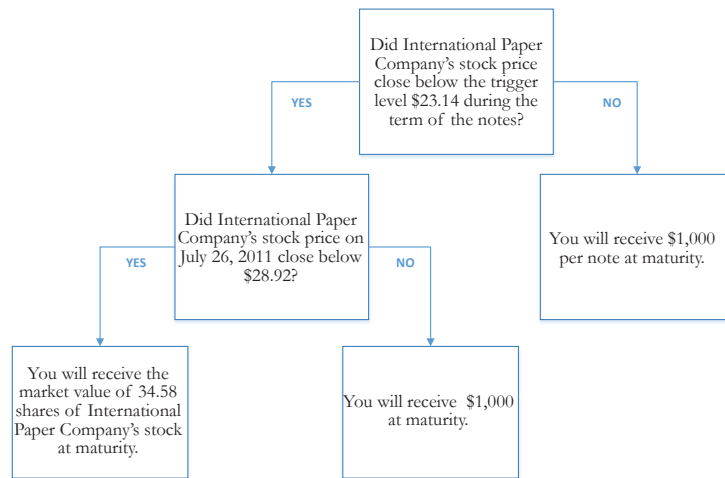 Did International Paper
Company's stock price
close below the trigger
level $23.14 during the
term of the notes?
YES
NO
Did International Paper
Company's stock price on
July 26, 2011 close below
$28.92?
You will receive $1,000
per note at maturity.
YES
NO
You will receive the
market value of 34.58
shares of International
Paper Company's stock
at maturity.
You will receive $1,000
at maturity.